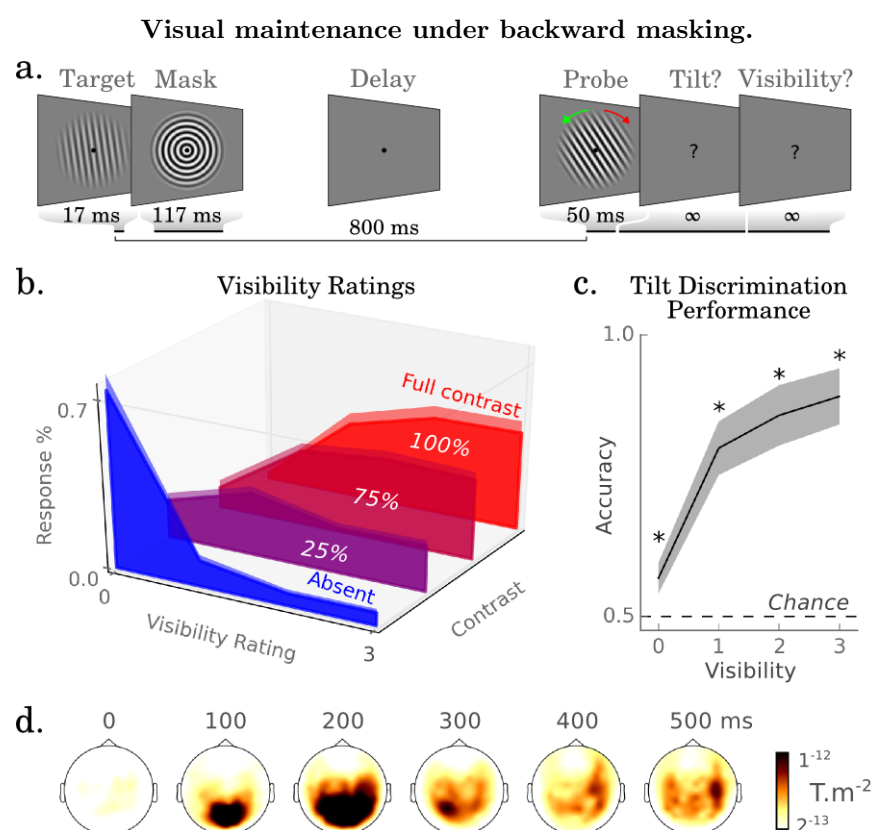 Visual maintenance under backward masking.
a.
Target Mask Delay Probe Tilt? Visibility?
? ?
17 ms 117 ms 50 ms ∞ ∞
800 ms
b.
Visibility Ratings
Full contrast
100%
75%
25%
Absent
0.7
Response %
0.0
0
Visibility Rating
3
Contrast
c.
Tilt Discrimination
Performance
1.0
* * * *
Accuracy
Chance
0.5
0 1 2 3
Visibility
d.
0 100 200 300 400 500 ms
1-12
T.m-2
2-13